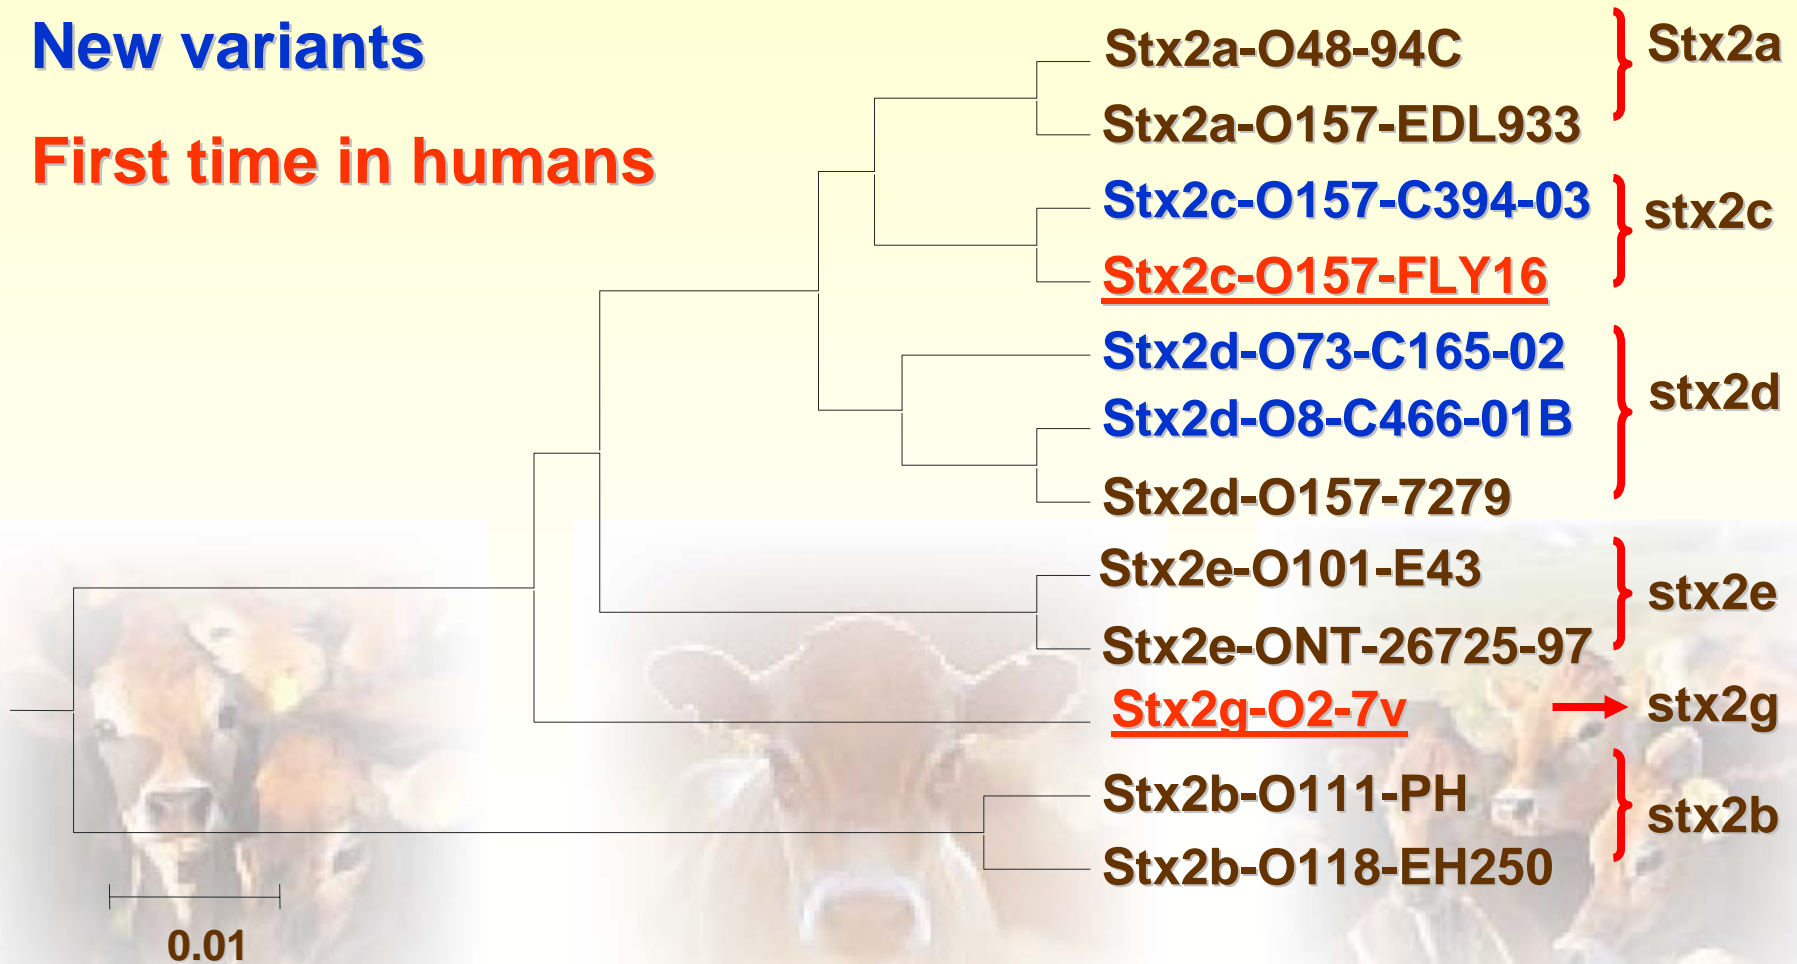 New variants
First time in humans
Stx2a-O48-94C
Stx2a
Stx2a-O157-EDL933
Stx2c-O157-C394-03
stx2c
Stx2c-O157-FLY16
Stx2d-O73-C165-02
stx2d
Stx2d-O8-C466-01B
Stx2d-O157-7279
Stx2e-O101-E43
stx2e
Stx2e-ONT-26725-97
Stx2g-O2-7v
stx2g
Stx2b-O111-PH
stx2b
Stx2b-O118-EH250
0.01